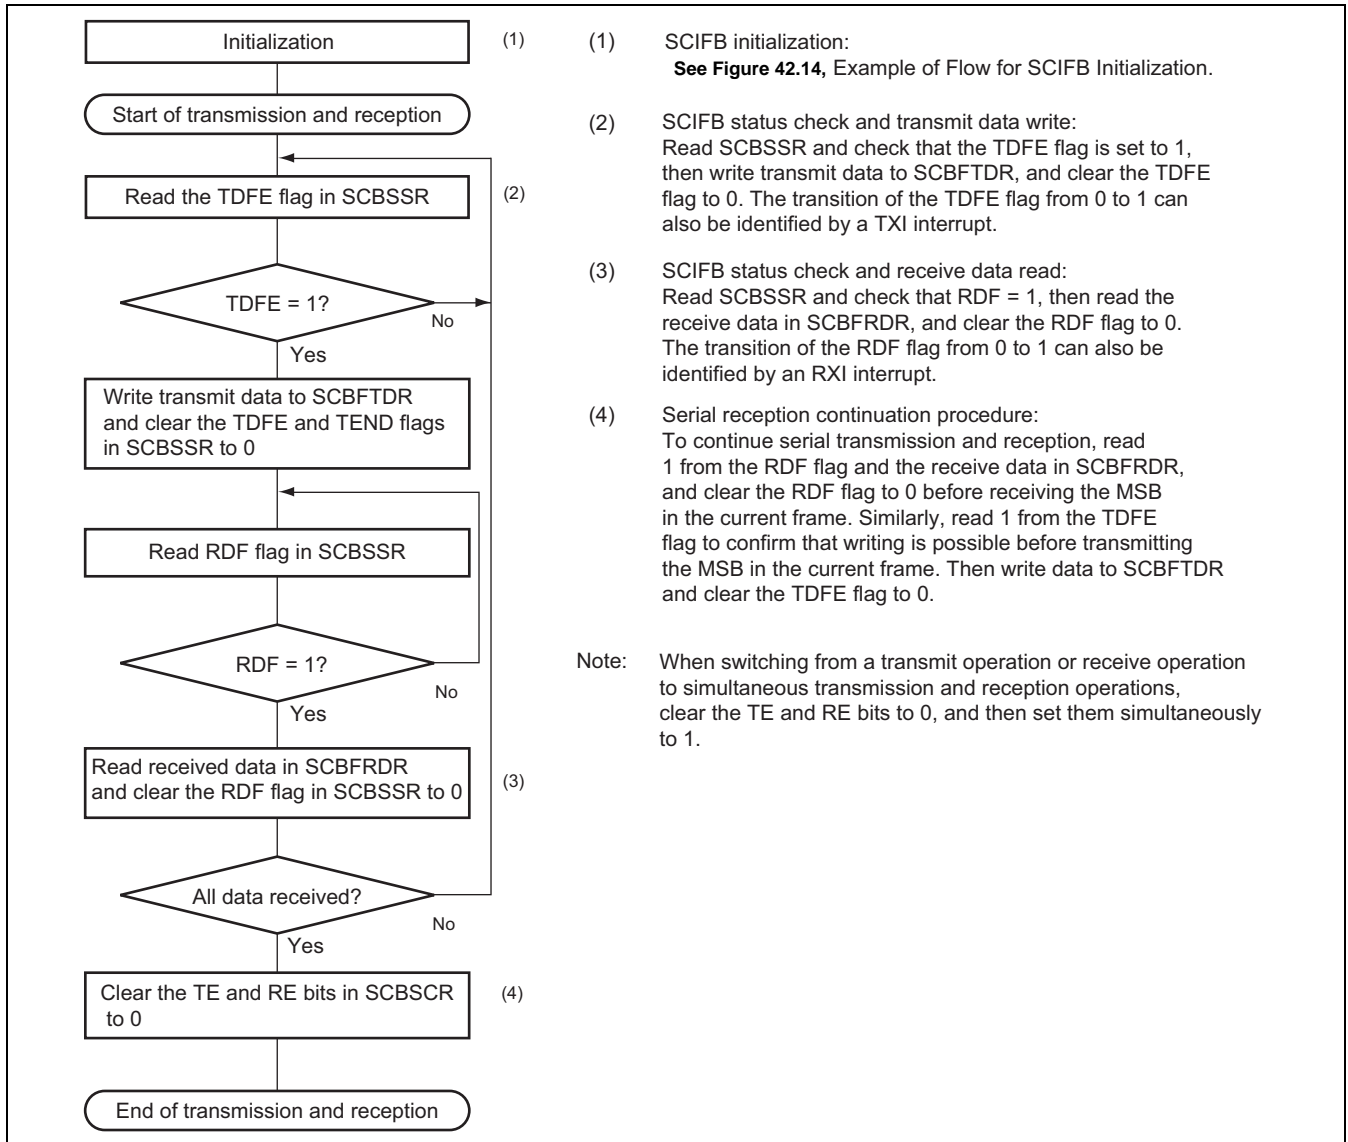 Initialization
(1)
Start of transmission and reception
Read the TDFE flag in SCBSSR
(2)
TDFE = 1?
No
Yes
Write transmit data to SCBFTDR
and clear the TDFE and TEND flags
in SCBSSR to 0
Read RDF flag in SCBSSR
RDF = 1?
No
Yes
Read received data in SCBFRDR
and clear the RDF flag in SCBSSR to 0
(3)
All data received?
No
Yes
Clear the TE and RE bits in SCBSCR
to 0
(4)
End of transmission and reception
(1) SCIFB initialization:
See Figure 42.14, Example of Flow for SCIFB Initialization.
(2) SCIFB status check and transmit data write:
Read SCBSSR and check that the TDFE flag is set to 1,
then write transmit data to SCBFTDR, and clear the TDFE
flag to 0. The transition of the TDFE flag from 0 to 1 can
also be identified by a TXI interrupt.
(3) SCIFB status check and receive data read:
Read SCBSSR and check that RDF = 1, then read the
receive data in SCBFRDR, and clear the RDF flag to 0.
The transition of the RDF flag from 0 to 1 can also be
identified by an RXI interrupt.
(4) Serial reception continuation procedure:
To continue serial transmission and reception, read
1 from the RDF flag and the receive data in SCBFRDR,
and clear the RDF flag to 0 before receiving the MSB
in the current frame. Similarly, read 1 from the TDFE
flag to confirm that writing is possible before transmitting
the MSB in the current frame. Then write data to SCBFTDR
and clear the TDFE flag to 0.
Note: When switching from a transmit operation or receive operation
to simultaneous transmission and reception operations,
clear the TE and RE bits to 0, and then set them simultaneously
to 1.